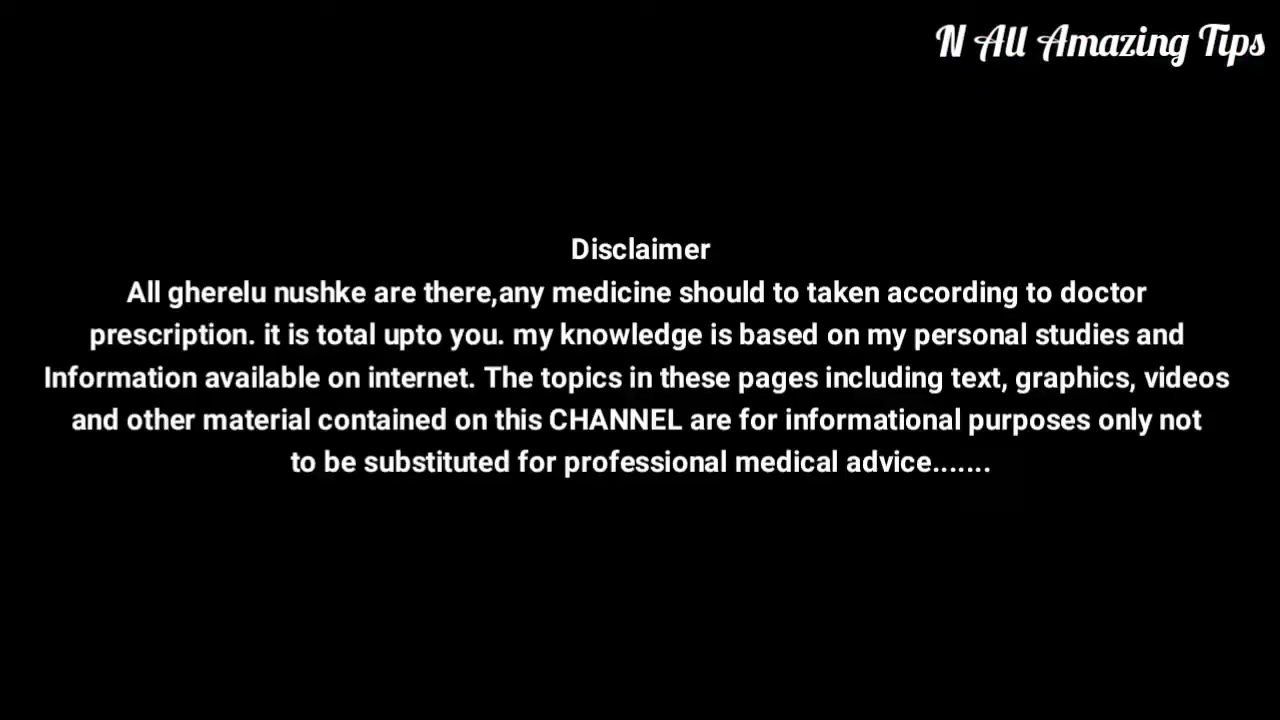 N All Amazing Tips
Disclaimer
All gherelu nushke are there,any medicine should to taken according to doctor
prescription. it is total upto you. my knowledge is based on my personal studies and
Information available on internet. The topics in these pages including text, graphics, videos
and other material contained on this CHANNEL are for informational purposes only not
to be substituted for professional medical advice.......